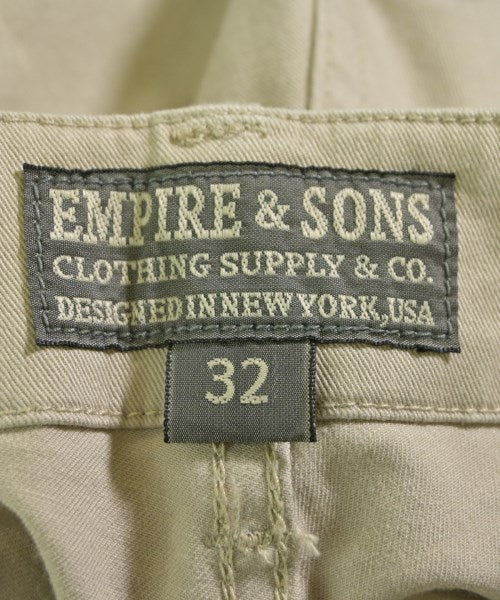 EMPIRE & SONS
CLOTHING SUPPLY & CO.
DESIGNED IN NEW YORK, USA
32